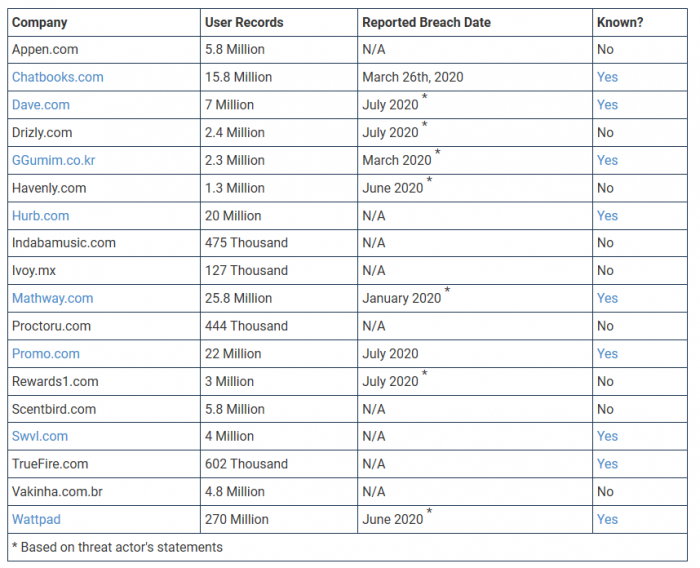 Company User Records Reported Breach Date Known?
Appen.com 5.8 Million N/A No
Chatbooks.com 15.8 Million March 26th, 2020 Yes
Dave.com 7 Million July 2020 * Yes
Drizly.com 2.4 Million July 2020 * No
GGumim.co.kr 2.3 Million March 2020 * Yes
Havenly.com 1.3 Million June 2020 * No
Hurb.com 20 Million N/A Yes
Indabamusic.com 475 Thousand N/A No
Ivoy.mx 127 Thousand N/A No
Mathway.com 25.8 Million January 2020 * Yes
Proctoru.com 444 Thousand N/A No
Promo.com 22 Million July 2020 Yes
Rewards1.com 3 Million July 2020 * No
Scentbird.com 5.8 Million N/A No
Swvl.com 4 Million N/A Yes
TrueFire.com 602 Thousand N/A Yes
Vakinha.com.br 4.8 Million N/A No
Wattpad 270 Million June 2020 * Yes
* Based on threat actor's statements